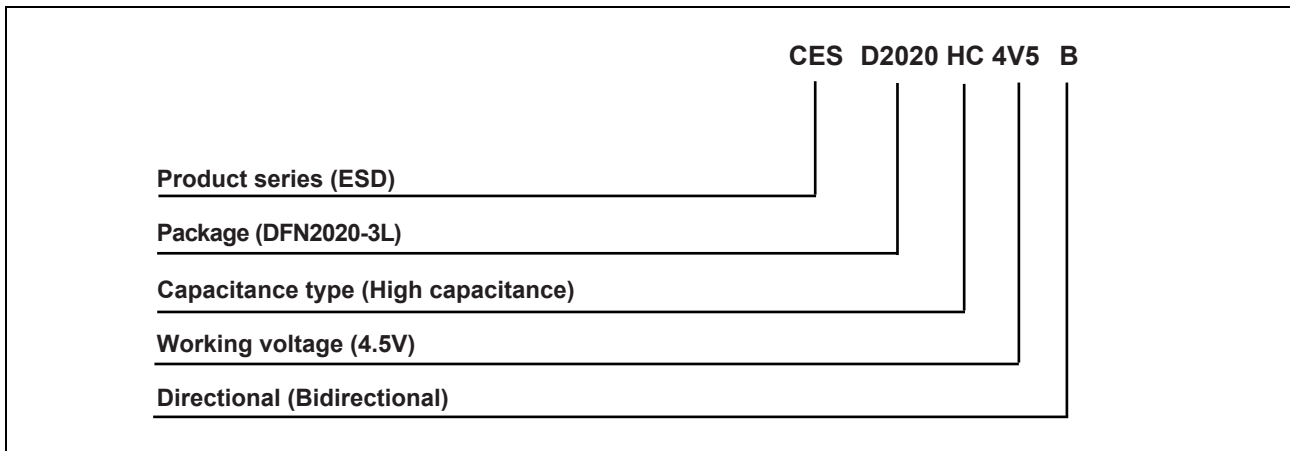 CES D2020 HC 4V5 B
Product series (ESD)
Package (DFN2020-3L)
Capacitance type (High capacitance)
Working voltage (4.5V)
Directional (Bidirectional)